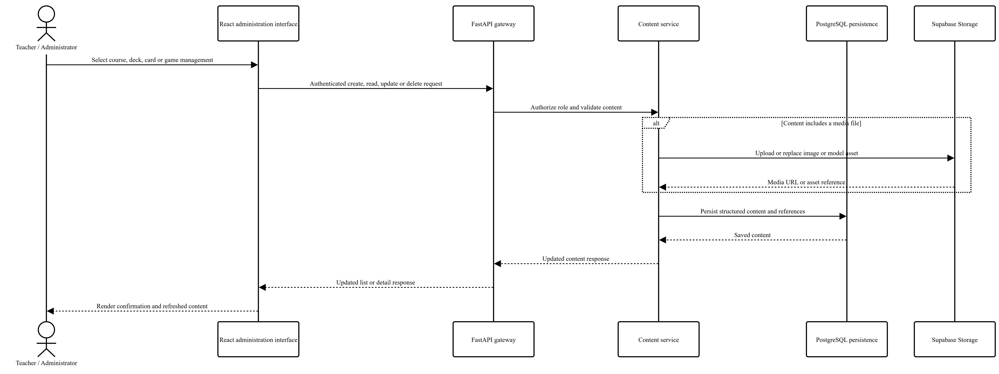 React administration interface
FastAPI gateway
Content service
PostgreSQL persistence
Supabase Storage
Teacher / Administrator
Select course, deck, card or game management
Authenticated create, read, update or delete request
Authorize role and validate content
alt
[Content includes a media file]
Upload or replace image or model asset
Media URL or asset reference
Persist structured content and references
Saved content
Updated content response
Updated list or detail response
Render confirmation and refreshed content
React administration interface
FastAPI gateway
Content service
PostgreSQL persistence
Supabase Storage
Teacher / Administrator